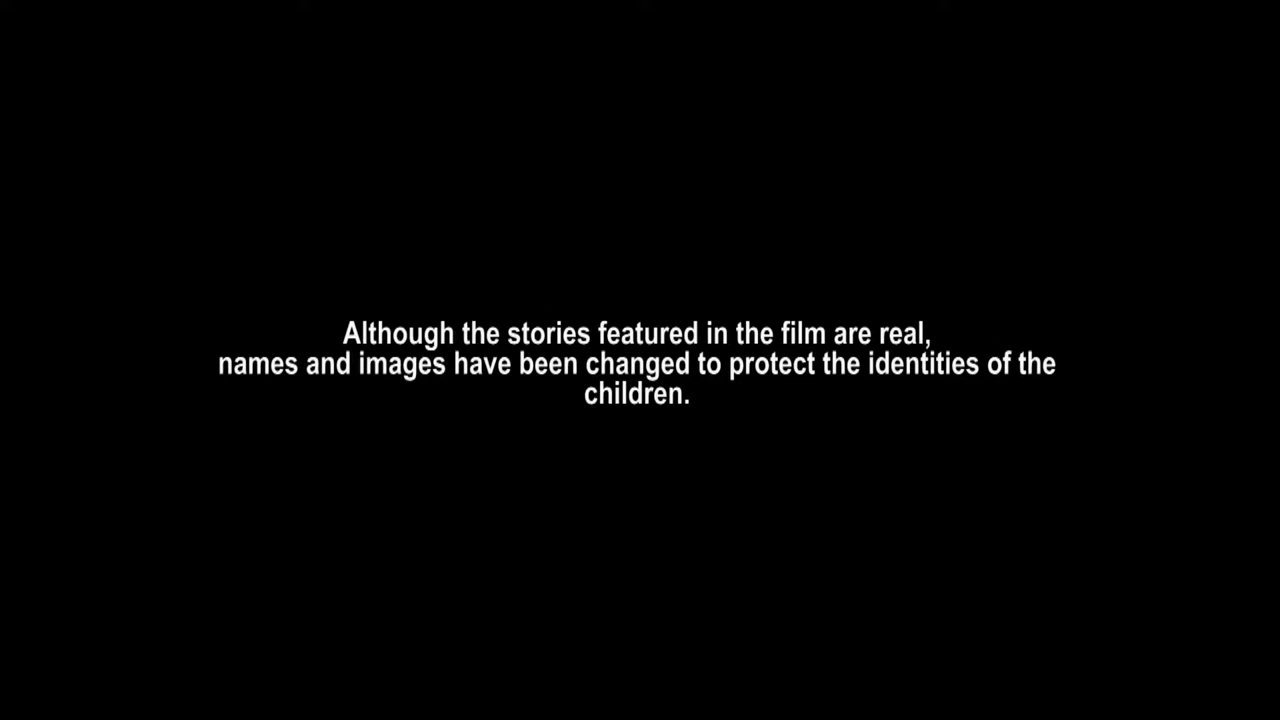 Although the stories featured in the film are real,
names and images have been changed to protect the identities of the
children.